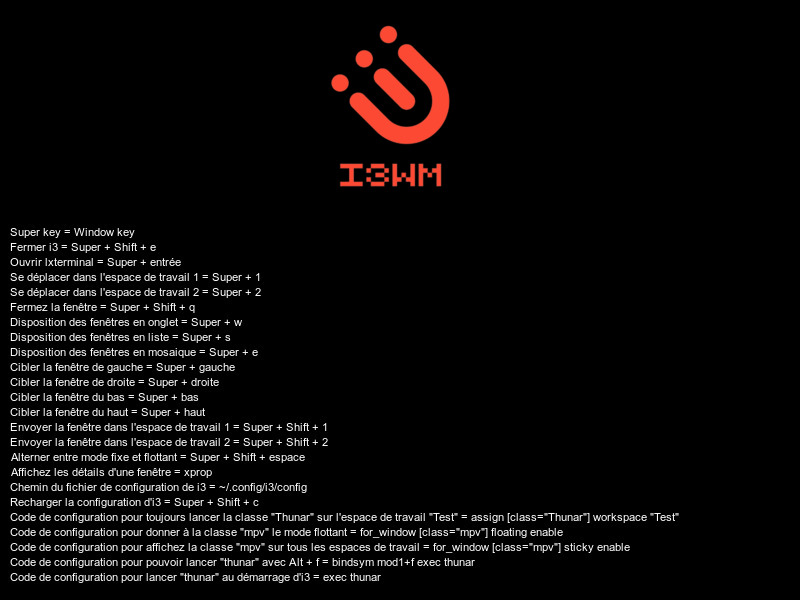 I3WM
Super key = Window key
Fermer i3 = Super + Shift + e
Ouvrir lxterminal = Super + entrée
Se déplacer dans l'espace de travail 1 = Super + 1
Se déplacer dans l'espace de travail 2 = Super + 2
Fermez la fenêtre = Super + Shift + q
Disposition des fenêtres en onglet = Super + w
Disposition des fenêtres en liste = Super + s
Disposition des fenêtres en mosaique = Super + e
Cibler la fenêtre de gauche = Super + gauche
Cibler la fenêtre de droite = Super + droite
Cibler la fenêtre du bas = Super + bas
Cibler la fenêtre du haut = Super + haut
Envoyer la fenêtre dans l'espace de travail 1 = Super + Shift + 1
Envoyer la fenêtre dans l'espace de travail 2 = Super + Shift + 2
Alterner entre mode fixe et flottant = Super + Shift + espace
Affichez les détails d'une fenêtre = xprop
Chemin du fichier de configuration de i3 = ~/.config/i3/config
Recharger la configuration d'i3 = Super + Shift + c
Code de configuration pour toujours lancer la classe "Thunar" sur l'espace de travail "Test" = assign [class="Thunar"] workspace "Test"
Code de configuration pour donner à la classe "mpv" le mode flottant = for_window [class="mpv"] floating enable
Code de configuration pour affichez la classe "mpv" sur tous les espaces de travail = for_window [class="mpv"] sticky enable
Code de configuration pour pouvoir lancer "thunar" avec Alt + f = bindsym mod1+f exec thunar
Code de configuration pour lancer "thunar" au démarrage d'i3 = exec thunar